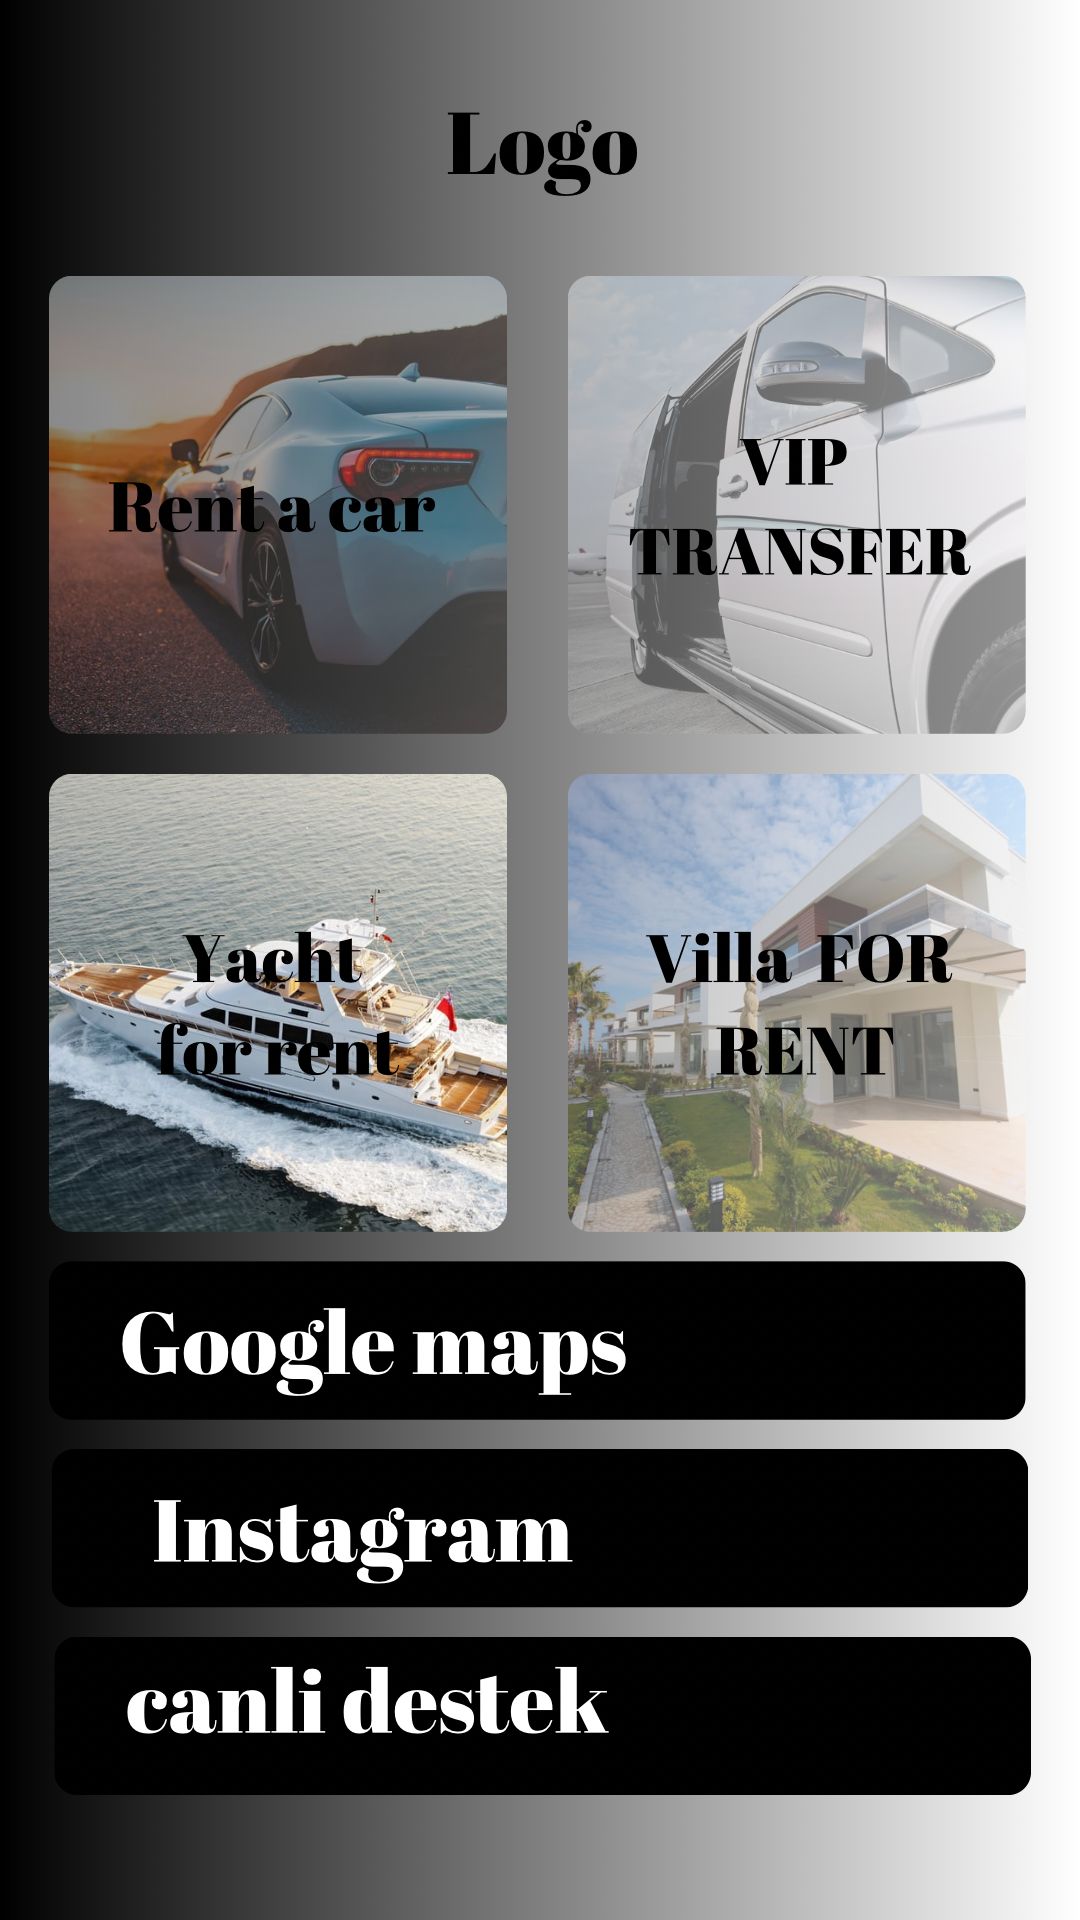 Logo
Rent a car
VIP
TRANSFER
Yacht
for rent
Villa FOR
RENT
Google maps
Instagram
canli destek